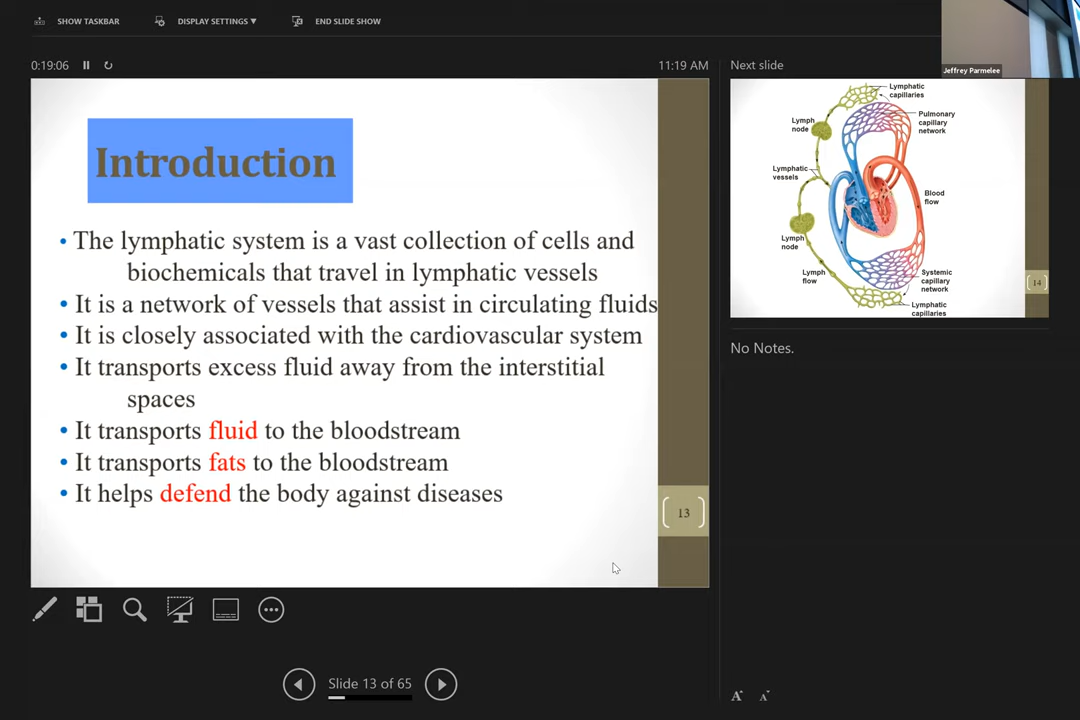 SHOW TASKBAR
DISPLAY SETTINGS ▼
END SLIDE SHOW
Jeffrey Parmelee
0:19:06
11:19 AM
Introduction
• The lymphatic system is a vast collection of cells and
biochemicals that travel in lymphatic vessels
• It is a network of vessels that assist in circulating fluids
• It is closely associated with the cardiovascular system
• It transports excess fluid away from the interstitial
spaces
• It transports fluid to the bloodstream
• It transports fats to the bloodstream
• It helps defend the body against diseases
13
Slide 13 of 65
Next slide
Lymphatic
capillaries
Lymph
node
Pulmonary
capillary
network
Lymphatic
vessels
Blood
flow
Lymph
node
Lymph
flow
Systemic
capillary
network
Lymphatic
capillaries
14
No Notes.
A
A